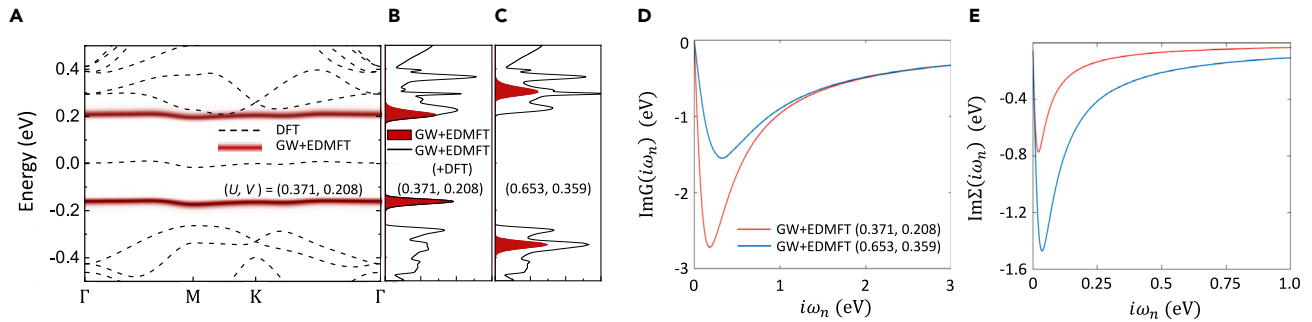 A
B
C
D
E
Energy (eV)
0.4
0.2
0.0
-0.2
-0.4
DFT
GW+EDMFT
(U, V) = (0.371, 0.208)
Γ
M
K
Γ
GW+EDMFT
GW+EDMFT
(+DFT)
(0.371, 0.208)
(0.653, 0.359)
ImG(iωₙ) (eV)
0
-1
-2
-3
GW+EDMFT (0.371, 0.208)
GW+EDMFT (0.653, 0.359)
0
1
2
3
iωₙ (eV)
ImΣ(iωₙ) (eV)
-0.4
-0.8
-1.2
-1.6
0
0.25
0.5
0.75
1.0
iωₙ (eV)